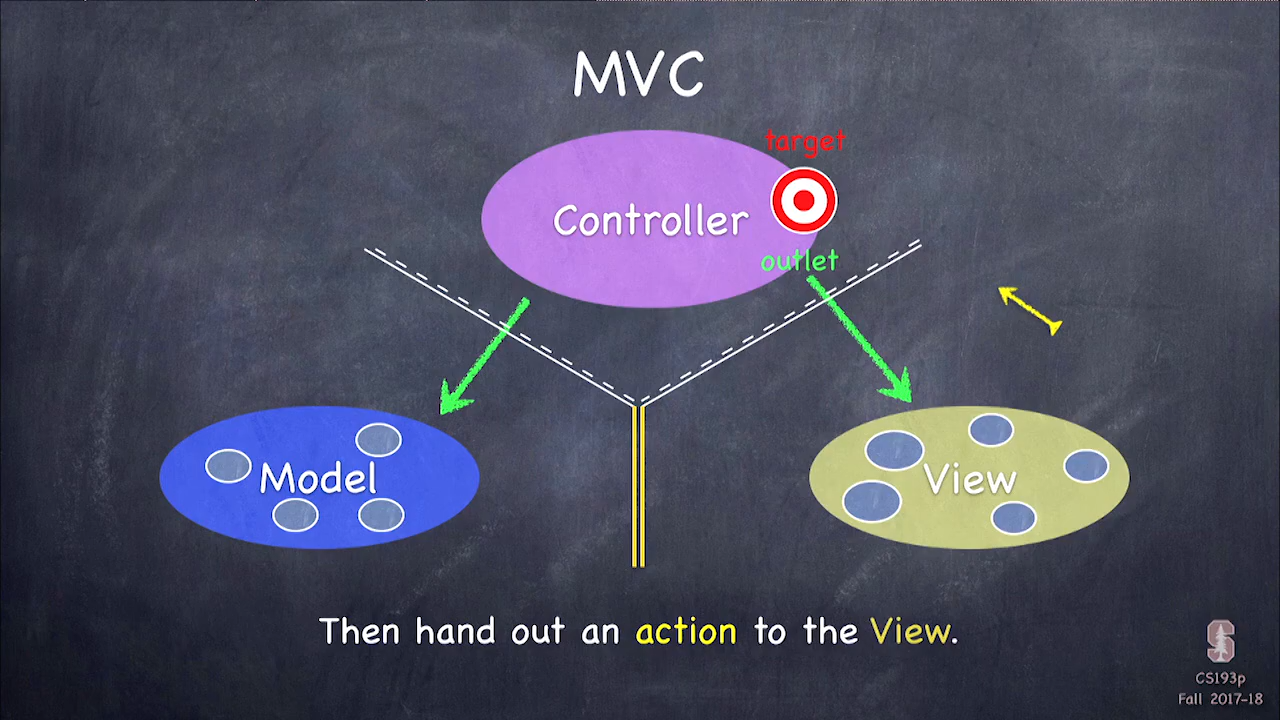 MVC
target
Controller
outlet
Model
View
Then hand out an action to the View.
S
CS193p
Fall 2017-18